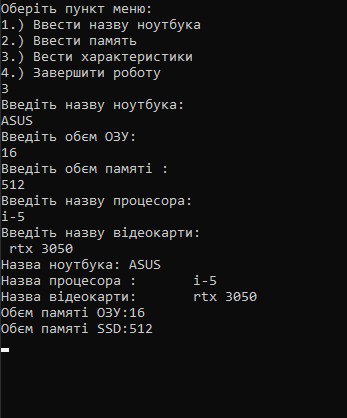 Оберіть пункт меню:
1.) Ввести назву ноутбука
2.) Ввести память
3.) Вести характеристики
4.) Завершити роботу
3
Введіть назву ноутбука:
ASUS
Введіть обєм ОЗУ:
16
Введіть обєм памяті :
512
Введіть назву процесора:
i-5
Введіть назву відеокарти:
rtx 3050
Назва ноутбука: ASUS
Назва процесора : i-5
Назва відеокарти: rtx 3050
Обєм памяті ОЗУ:16
Обєм памяті SSD:512